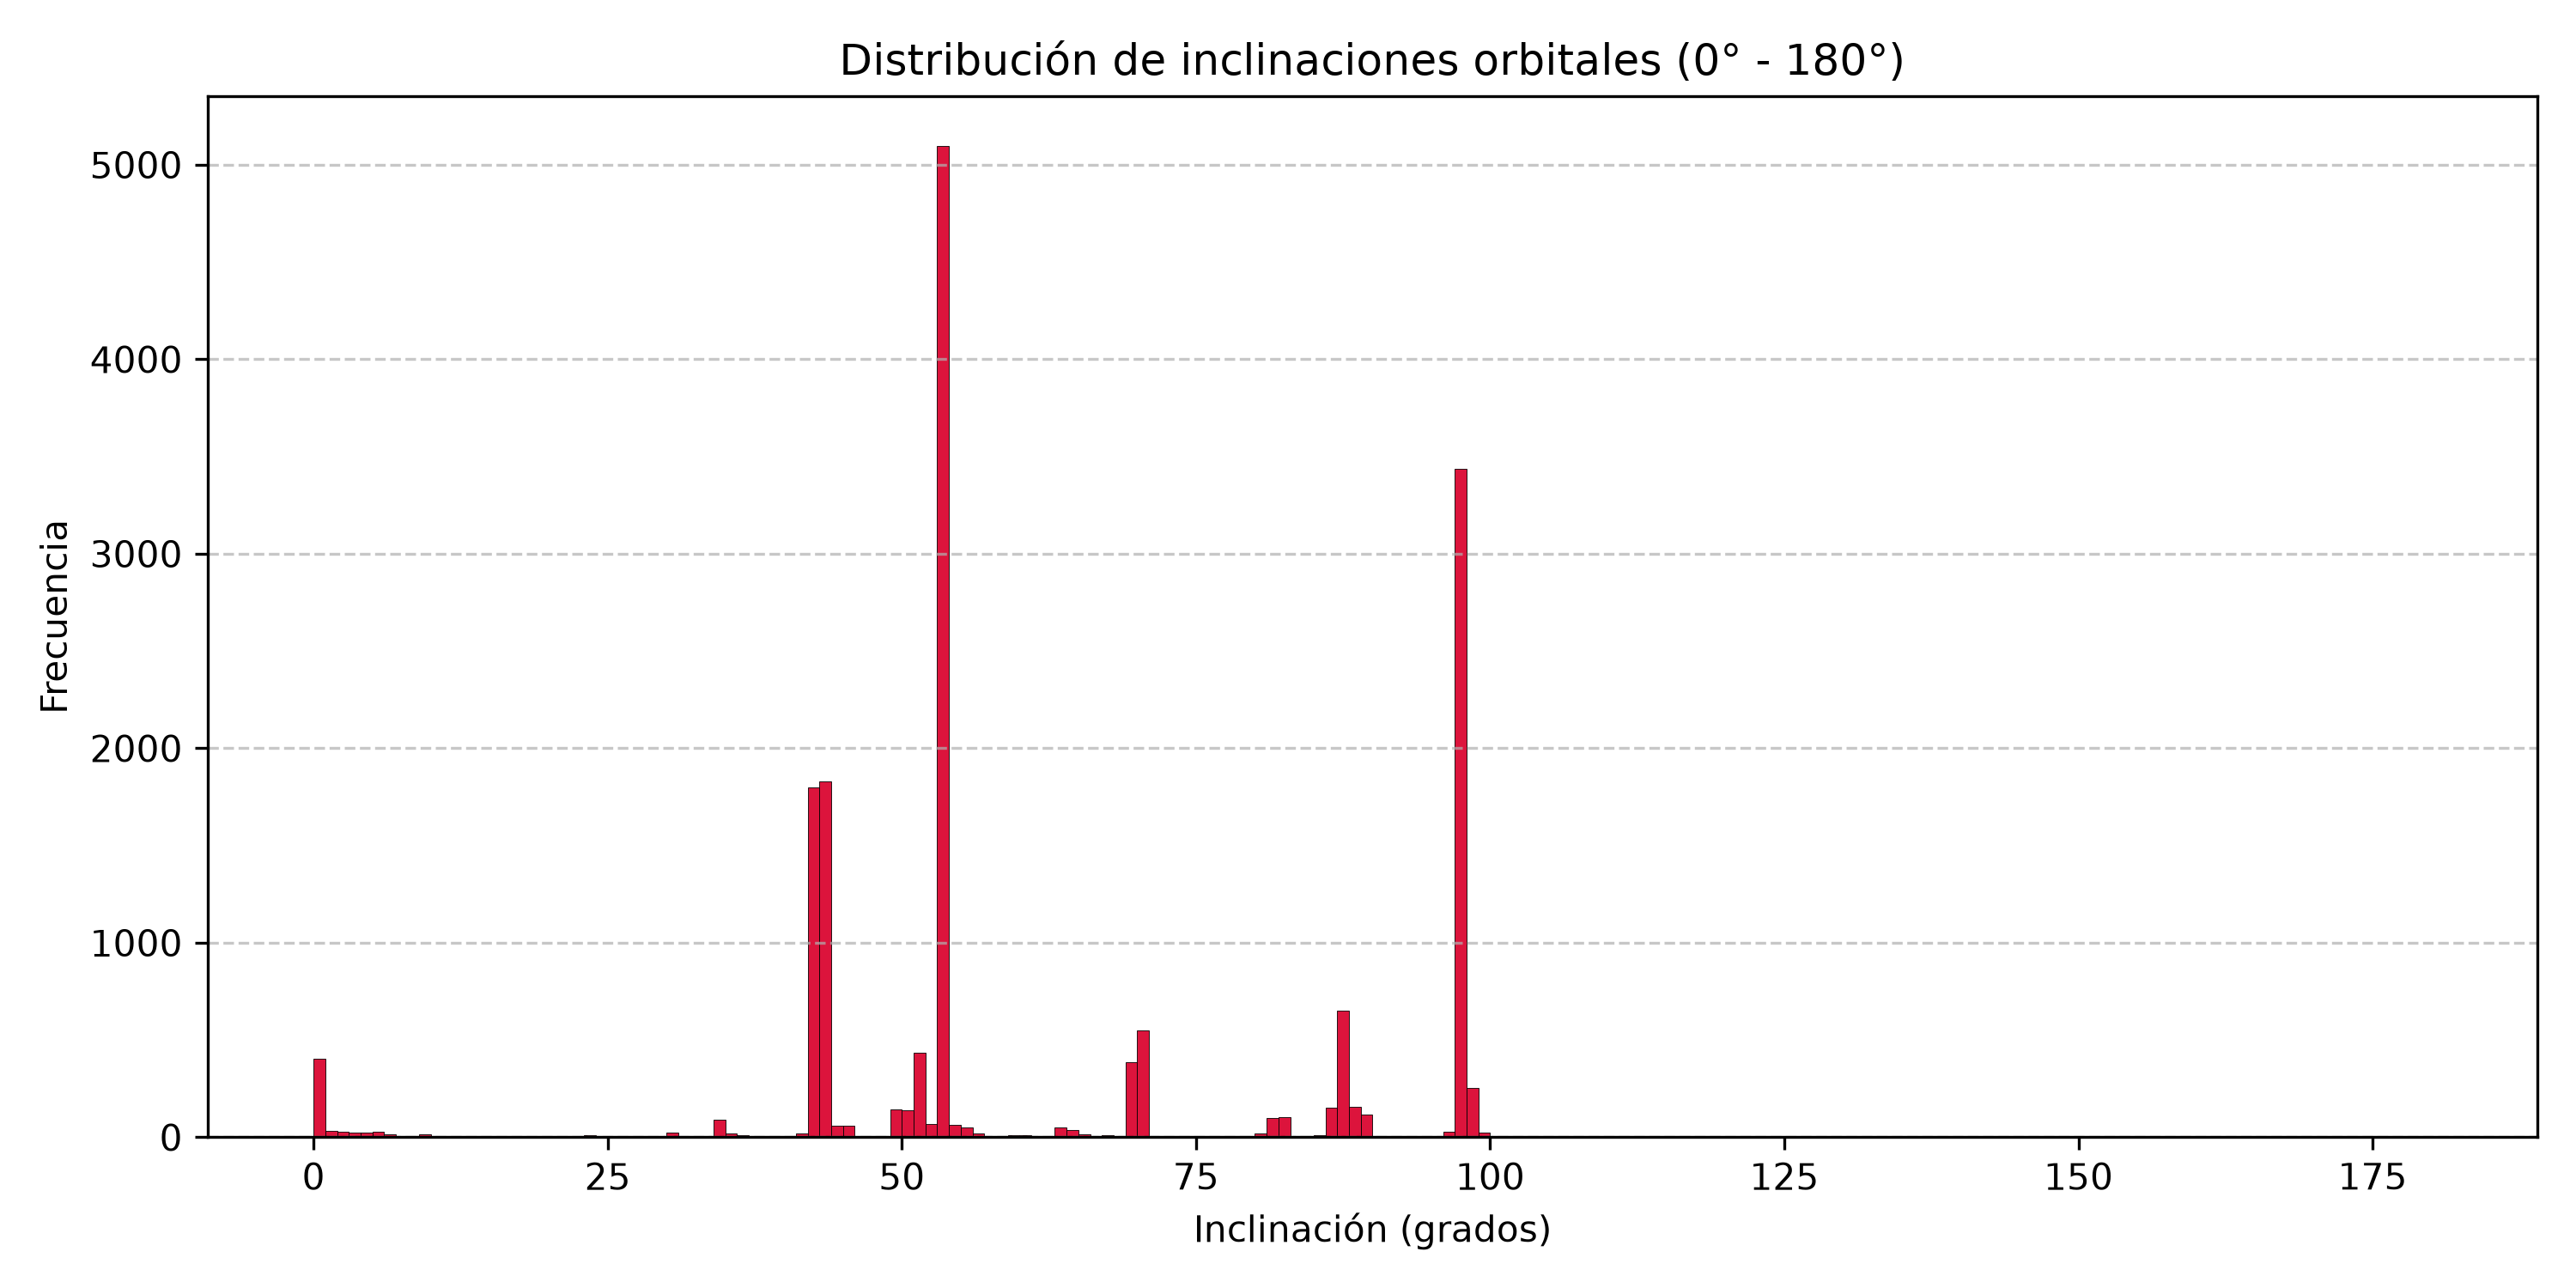 Distribución de inclinaciones orbitales (0° - 180°)
Frecuencia
5000
4000
3000
2000
1000
0
0 25 50 75 100 125 150 175
Inclinación (grados)